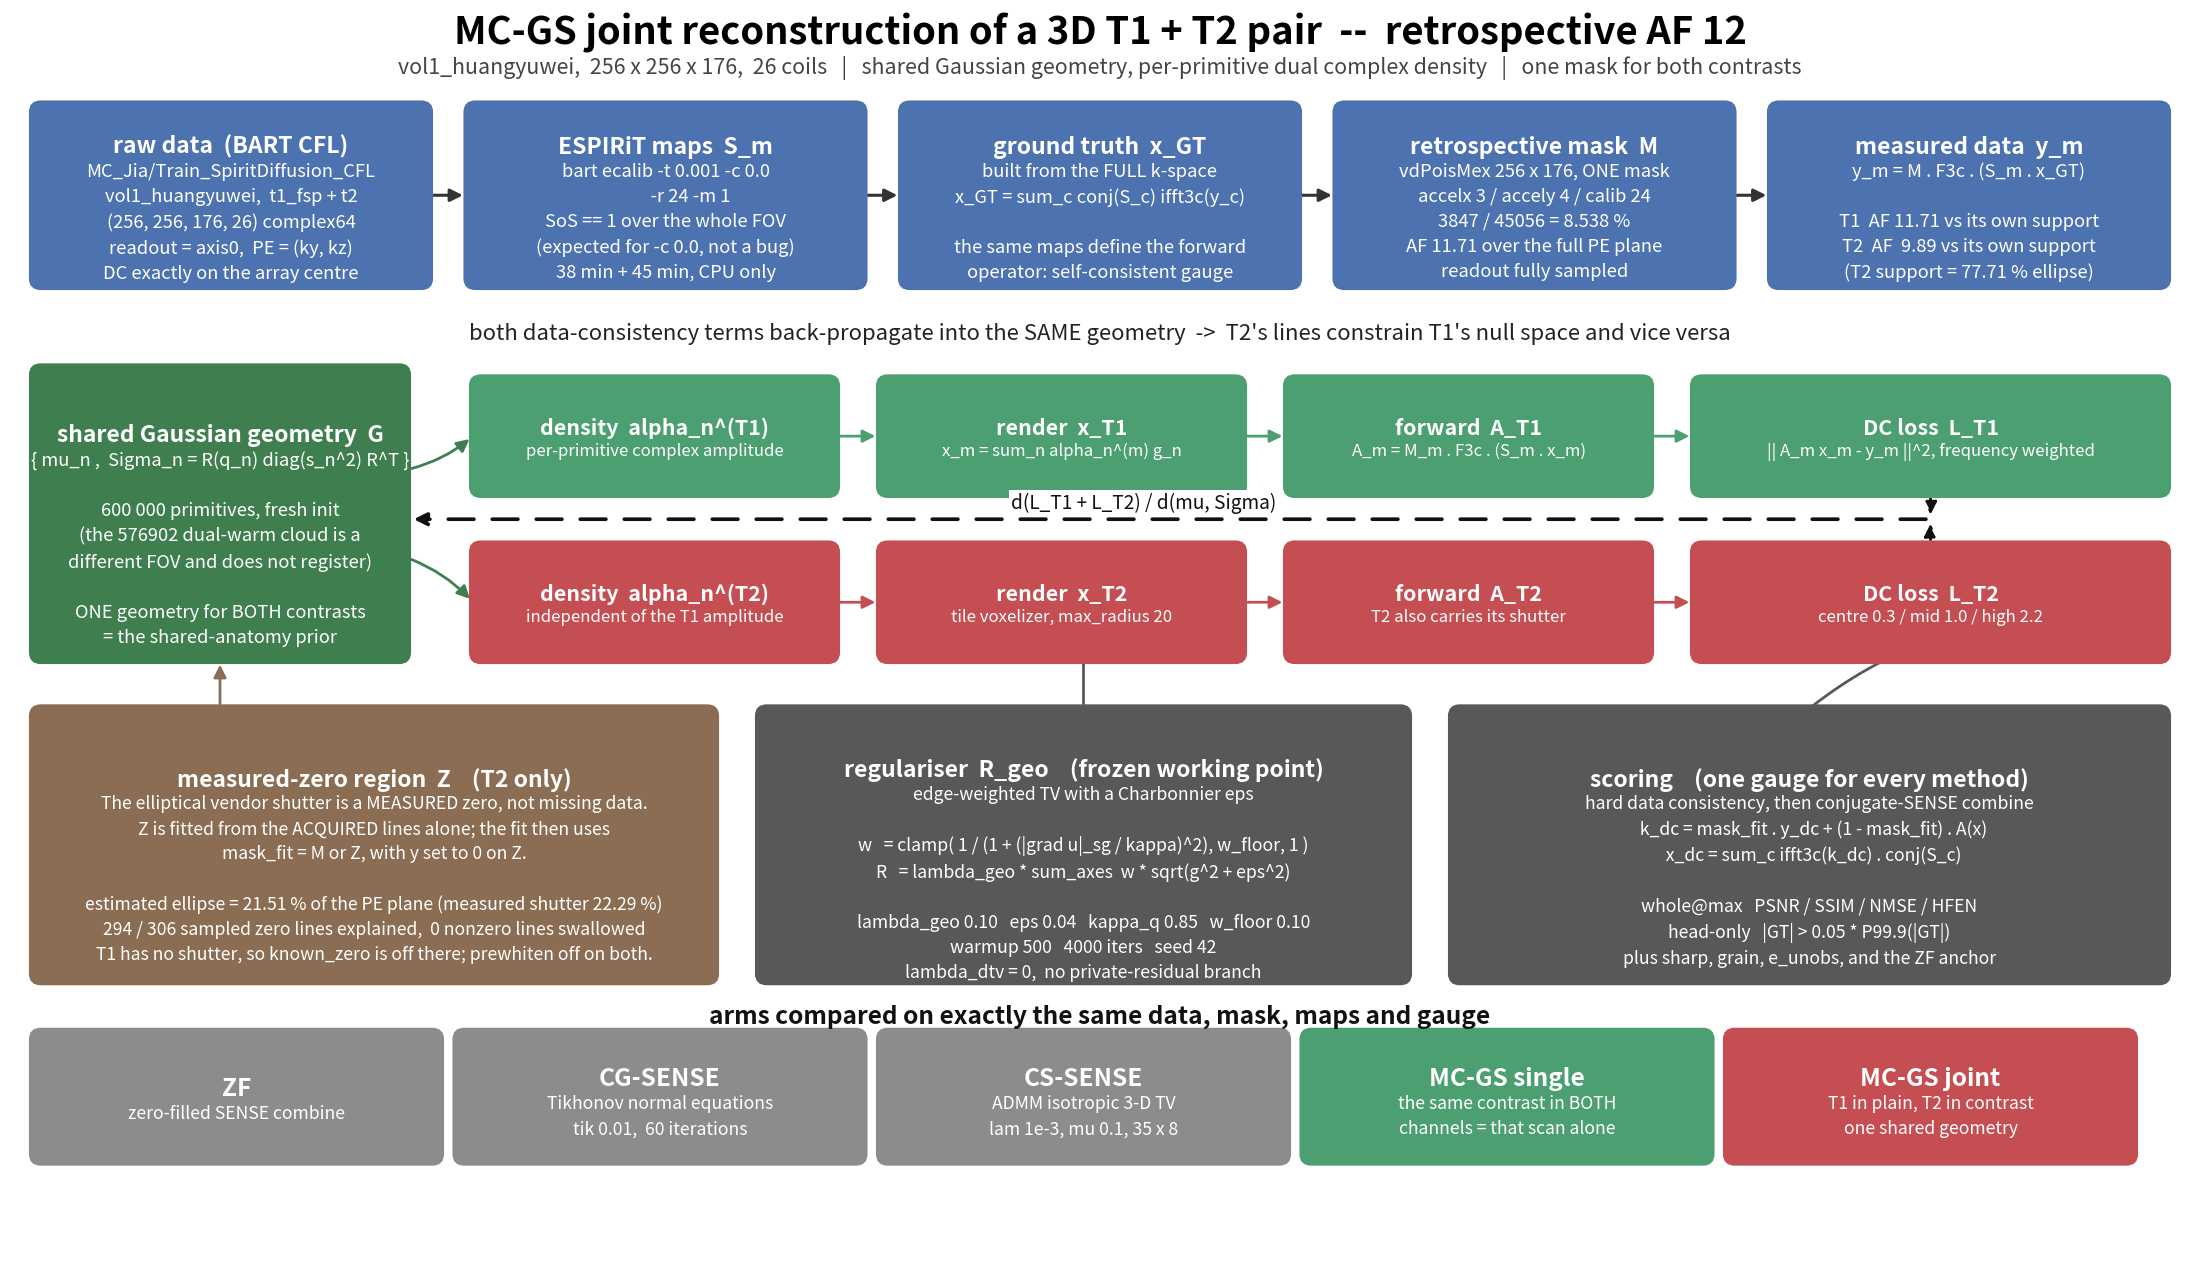 MC-GS joint reconstruction of a 3D T1 + T2 pair -- retrospective AF 12
vol1_huangyuwei, 256 x 256 x 176, 26 coils | shared Gaussian geometry, per-primitive dual complex density | one mask for both contrasts
raw data (BART CFL)
MC_Jia/Train_SpiritDiffusion_CFL
vol1_huangyuwei, t1_fsp + t2
(256, 256, 176, 26) complex64
readout = axis0, PE = (ky, kz)
DC exactly on the array centre
ESPIRiT maps S_m
bart ecalib -t 0.001 -c 0.0
-r 24 -m 1
SoS == 1 over the whole FOV
(expected for -c 0.0, not a bug)
38 min + 45 min, CPU only
ground truth x_GT
built from the FULL k-space
x_GT = sum_c conj(S_c) ifft3c(y_c)
the same maps define the forward
operator: self-consistent gauge
retrospective mask M
vdPoisMex 256 x 176, ONE mask
accelx 3 / accely 4 / calib 24
3847 / 45056 = 8.538 %
AF 11.71 over the full PE plane
readout fully sampled
measured data y_m
y_m = M . F3c . (S_m . x_GT)
T1 AF 11.71 vs its own support
T2 AF 9.89 vs its own support
(T2 support = 77.71 % ellipse)
both data-consistency terms back-propagate into the SAME geometry -> T2's lines constrain T1's null space and vice versa
shared Gaussian geometry G
{ mu_n , Sigma_n = R(q_n) diag(s_n^2) R^T }
600 000 primitives, fresh init
(the 576902 dual-warm cloud is a
different FOV and does not register)
ONE geometry for BOTH contrasts
= the shared-anatomy prior
density alpha_n^(T1)
per-primitive complex amplitude
render x_T1
x_m = sum_n alpha_n^(m) g_n
forward A_T1
A_m = M_m . F3c . (S_m . x_m)
DC loss L_T1
|| A_m x_m - y_m ||^2, frequency weighted
d(L_T1 + L_T2) / d(mu, Sigma)
density alpha_n^(T2)
independent of the T1 amplitude
render x_T2
tile voxelizer, max_radius 20
forward A_T2
T2 also carries its shutter
DC loss L_T2
centre 0.3 / mid 1.0 / high 2.2
measured-zero region Z (T2 only)
The elliptical vendor shutter is a MEASURED zero, not missing data.
Z is fitted from the ACQUIRED lines alone; the fit then uses
mask_fit = M or Z, with y set to 0 on Z.
estimated ellipse = 21.51 % of the PE plane (measured shutter 22.29 %)
294 / 306 sampled zero lines explained, 0 nonzero lines swallowed
T1 has no shutter, so known_zero is off there; prewhiten off on both.
regulariser R_geo (frozen working point)
edge-weighted TV with a Charbonnier eps
w = clamp( 1 / (1 + (|grad u|_sg / kappa)^2), w_floor, 1 )
R = lambda_geo * sum_axes w * sqrt(g^2 + eps^2)
lambda_geo 0.10 eps 0.04 kappa_q 0.85 w_floor 0.10
warmup 500 4000 iters seed 42
lambda_dtv = 0, no private-residual branch
scoring (one gauge for every method)
hard data consistency, then conjugate-SENSE combine
k_dc = mask_fit . y_dc + (1 - mask_fit) . A(x)
x_dc = sum_c ifft3c(k_dc) . conj(S_c)
whole@max PSNR / SSIM / NMSE / HFEN
head-only |GT| > 0.05 * P99.9(|GT|)
plus sharp, grain, e_unobs, and the ZF anchor
arms compared on exactly the same data, mask, maps and gauge
ZF
zero-filled SENSE combine
CG-SENSE
Tikhonov normal equations
tik 0.01, 60 iterations
CS-SENSE
ADMM isotropic 3-D TV
lam 1e-3, mu 0.1, 35 x 8
MC-GS single
the same contrast in BOTH
channels = that scan alone
MC-GS joint
T1 in plain, T2 in contrast
one shared geometry